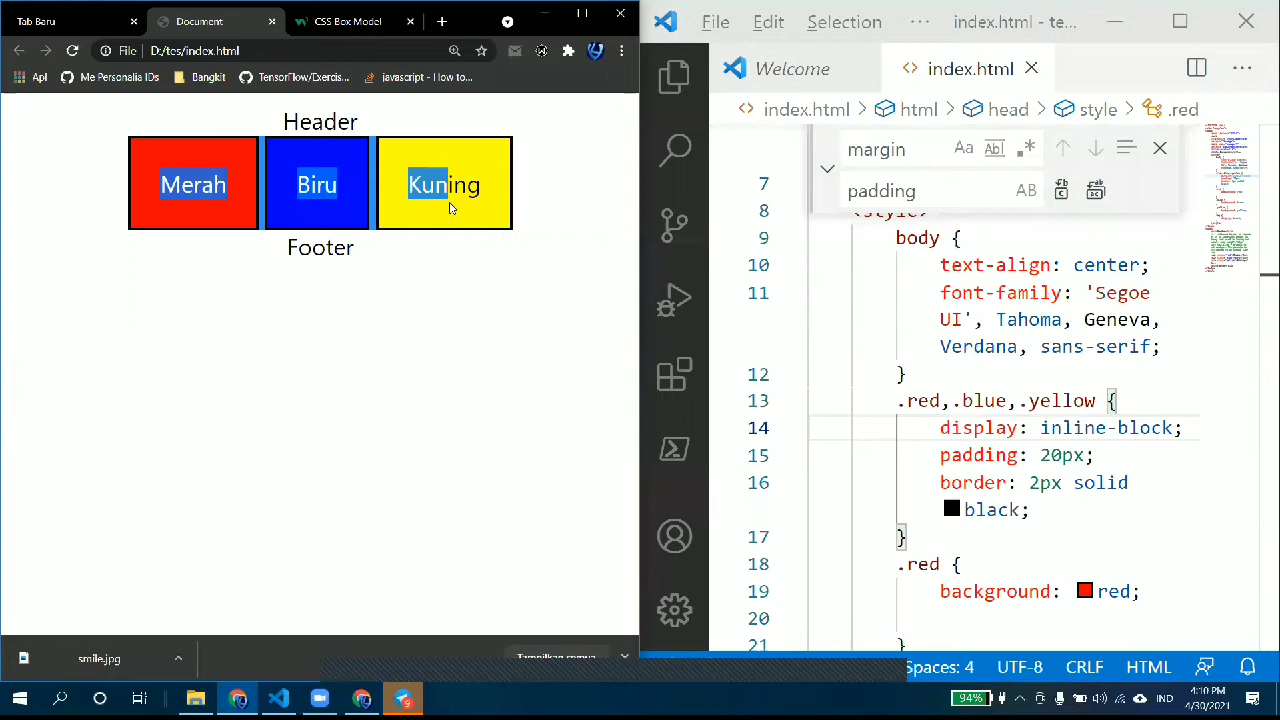 Tab Baru
Document
CSS Box Model
File
D:/tes/index.html
Apl
Me Personalia IDs
Bangkit
TensorFlow/Exercis...
javascript - How to...
Header
Merah
Biru
Kuning
Footer
smile.jpg
File Edit Selection ··· index.html - te...
Welcome
index.html
index.html > html > head > style > .red
margin
Aa Abl .*
padding
AB
7
8 <style>
9 body {
10 text-align: center;
11 font-family: 'Segoe
UI', Tahoma, Geneva,
Verdana, sans-serif;
12 }
13 .red,.blue,.yellow {
14 display: inline-block;
15 padding: 20px;
16 border: 2px solid
black;
17 }
18 .red {
19 background: red;
20
21 }
Spaces: 4 UTF-8 CRLF HTML
94%
IND
4:10 PM
4/30/2021
9